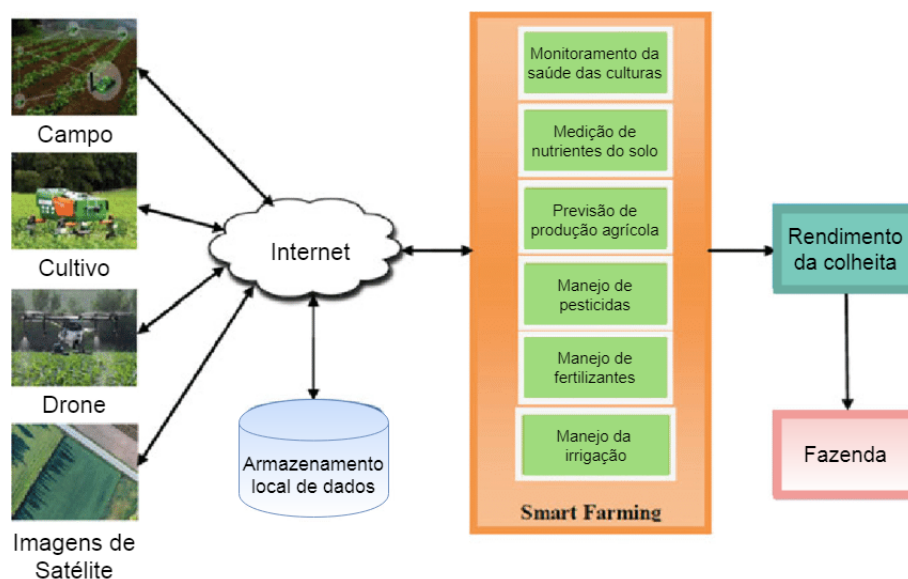 Campo
Cultivo
Drone
Imagens de
Satélite
Internet
Armazenamento
local de dados
Monitoramento da
saúde das culturas
Medição de
nutrientes do solo
Previsão de
produção agrícola
Manejo de
pesticidas
Manejo de
fertilizantes
Manejo da
irrigação
Smart Farming
Rendimento
da colheita
Fazenda